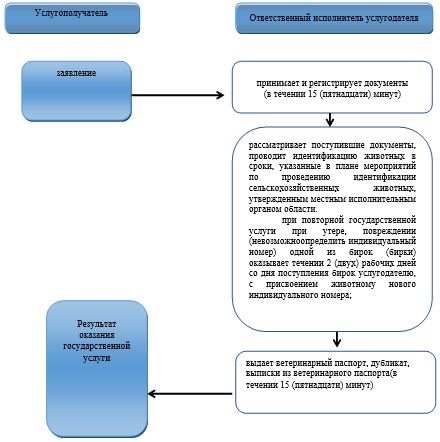 Услугополучатель
Ответственный исполнитель услугодателя
заявление
принимает и регистрирует документы
(в течении 15 (пятнадцати) минут)
рассматривает поступившие документы,
проводит идентификацию животных в
сроки, указанные в плане мероприятий
по проведению идентификации
сельскохозяйственных животных,
утвержденным местным исполнительным
органом области.
при повторной государственной
услуги при утере, повреждении
(невозможноопределить индивидуальный
номер) одной из бирок (бирки)
оказывает течении 2 (двух) рабочих дней
со дня поступления бирок услугодателю,
с присвоением животному нового
индивидуального номера;
Результат
оказания
государственной
услуги
выдает ветеринарный паспорт, дубликат,
выписки из ветеринарного паспорта(в
течении 15 (пятнадцати) минут)